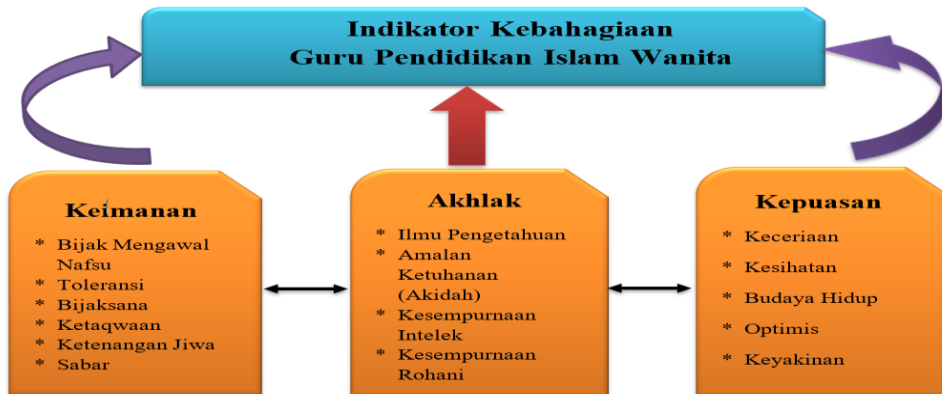 Indikator Kebahagiaan
Guru Pendidikan Islam Wanita
Keimanan
* Bijak Mengawal
Nafsu
* Toleransi
* Bijaksana
* Ketaqwaan
* Ketenangan Jiwa
* Sabar
Akhlak
* Ilmu Pengetahuan
* Amalan
Ketuhanan
(Akidah)
* Kesempurnaan
Intelek
* Kesempurnaan
Rohani
Kepuasan
* Keceriaan
* Kesihatan
* Budaya Hidup
* Optimis
* Keyakinan